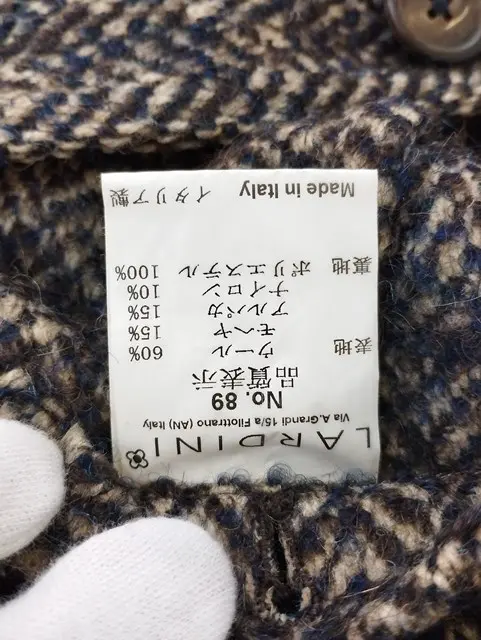 LARDINI
Via A.Grandi 15/a Filottrano (AN) Italy
No. 89
品質表示
表地 ウール 60%
モヘヤ 15%
アルパカ 15%
ナイロン 10%
裏地 ポリエステル 100%
Made in Italy イタリア製